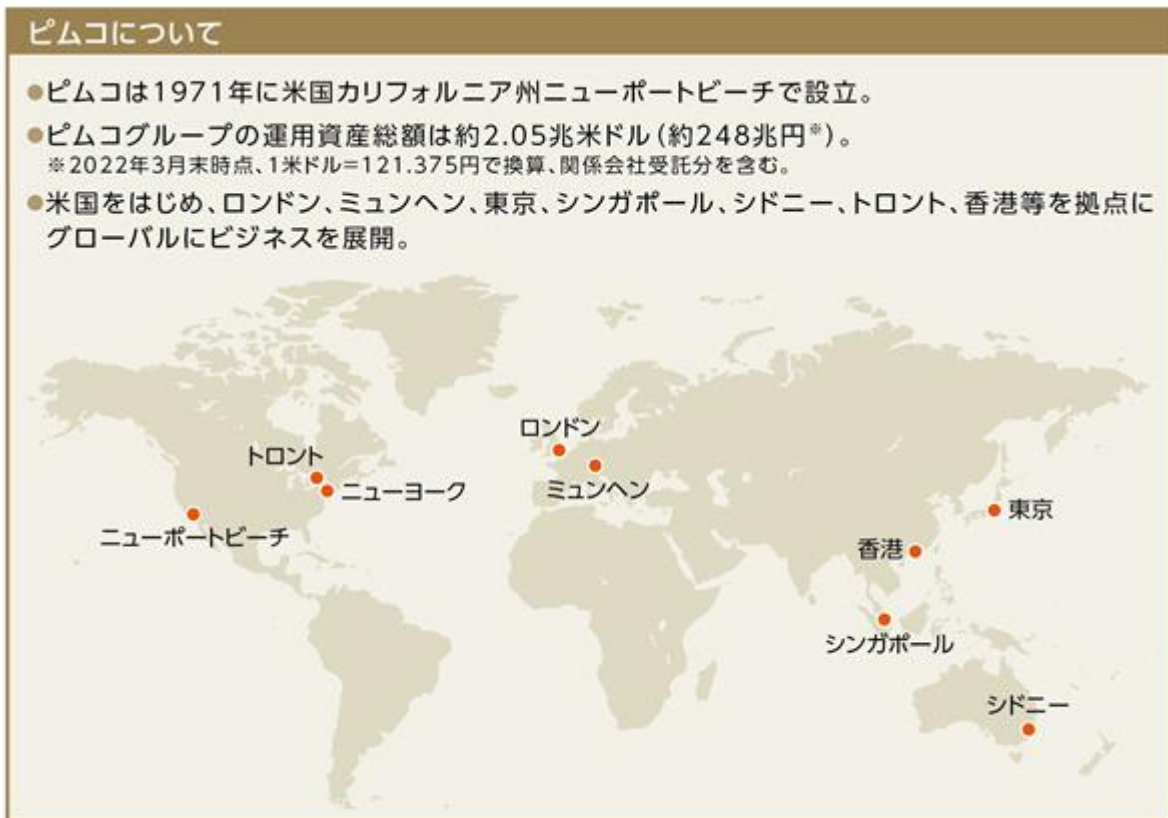 ピムコについて
●ピムコは1971年に米国カリフォルニア州ニューポートビーチで設立。
●ピムコグループの運用資産総額は約2.05兆米ドル(約248兆円※)。
※2022年3月末時点、1米ドル=121.375円で換算、関係会社受託分を含む。
●米国をはじめ、ロンドン、ミュンヘン、東京、シンガポール、シドニー、トロント、香港等を拠点に
グローバルにビジネスを展開。
ロンドン
トロント
ニューヨーク
ミュンヘン
東京
ニューポートビーチ
香港
シンガポール
シドニー